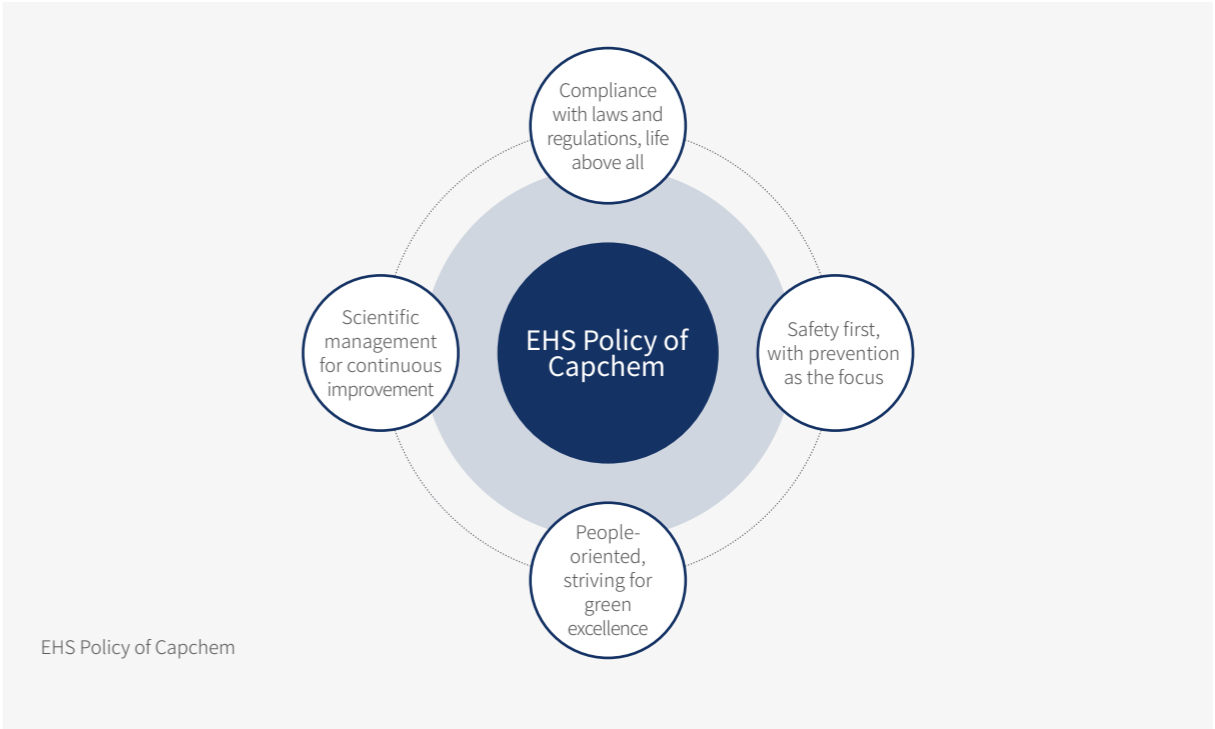 Compliance
with laws and
regulations, life
above all
Scientific
management
for continuous
improvement
EHS Policy of
Capchem
Safety first,
with prevention
as the focus
People-
oriented,
striving for
green
excellence
EHS Policy of Capchem